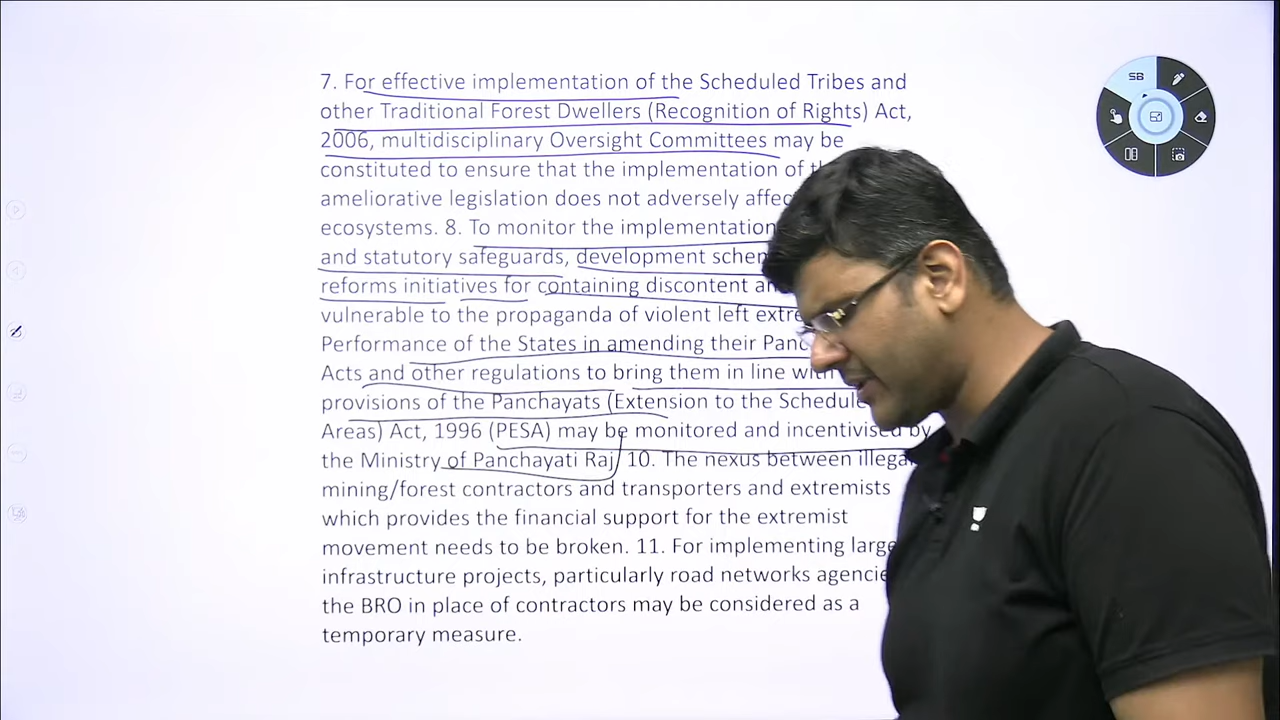 7. For effective implementation of the Scheduled Tribes and
other Traditional Forest Dwellers (Recognition of Rights) Act,
2006, multidisciplinary Oversight Committees may be
constituted to ensure that the implementation of
ameliorative legislation does not adversely
ecosystems. 8. To monitor the implementation
and statutory safeguards, development
reforms initiatives for containing discontent
vulnerable to the propaganda of violent left
Performance of the States in amending their
Acts and other regulations to bring them in line with
provisions of the Panchayats (Extension to the
Areas) Act, 1996 (PESA) may be monitored and incentivised by
the Ministry of Panchayati Raj 10. The nexus between illegal
mining/forest contractors and transporters and extremists
which provides the financial support for the extremist
movement needs to be broken. 11. For implementing large
infrastructure projects, particularly road networks
the BRO in place of contractors may be considered as a
temporary measure.
SB